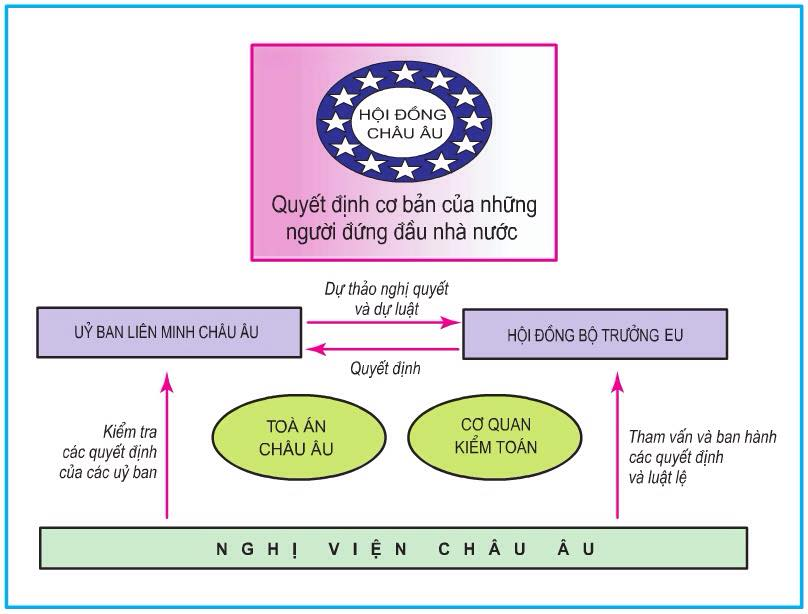 HỘI ĐỒNG
CHÂU ÂU
Quyết định cơ bản của những
người đứng đầu nhà nước
Dự thảo nghị quyết
và dự luật
UỶ BAN LIÊN MINH CHÂU ÂU
HỘI ĐỒNG BỘ TRƯỞNG EU
Quyết định
Kiểm tra
các quyết định
của các uỷ ban
TOÀ ÁN
CHÂU ÂU
CƠ QUAN
KIỂM TOÁN
Tham vấn và ban hành
các quyết định
và luật lệ
NGHỊ VIỆN CHÂU ÂU